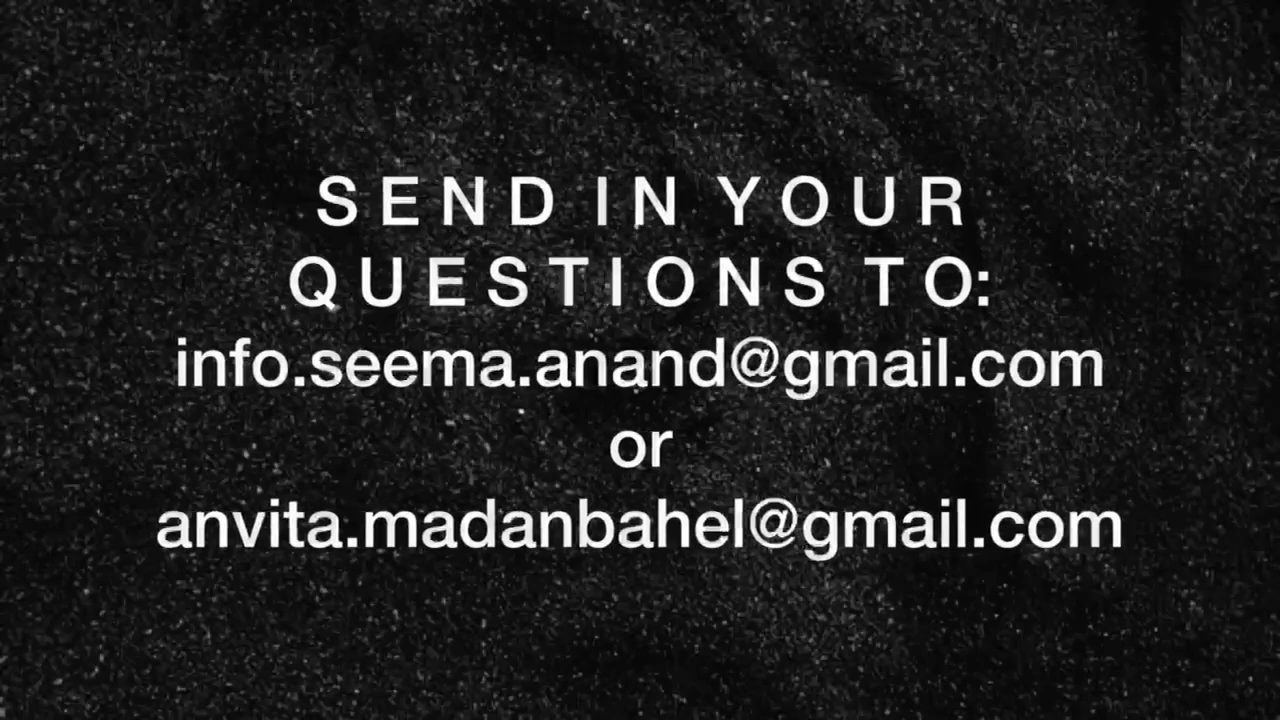 SEND IN YOUR
QUESTIONS TO:
info.seema.anand@gmail.com
or
anvita.madanbahel@gmail.com